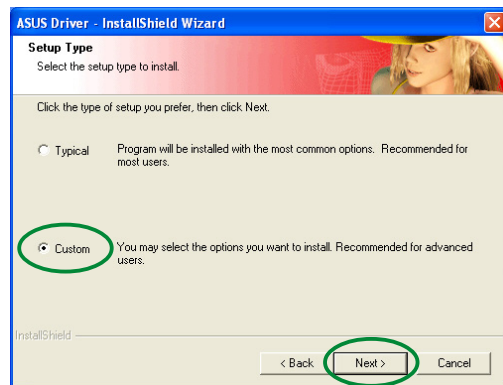 ASUS Driver - InstallShield Wizard
Setup Type
Select the setup type to install.
Click the type of setup you prefer, then click Next.
Typical
Program will be installed with the most common options. Recommended for
most users.
Custom
You may select the options you want to install. Recommended for advanced
users.
InstallShield
< Back Next > Cancel